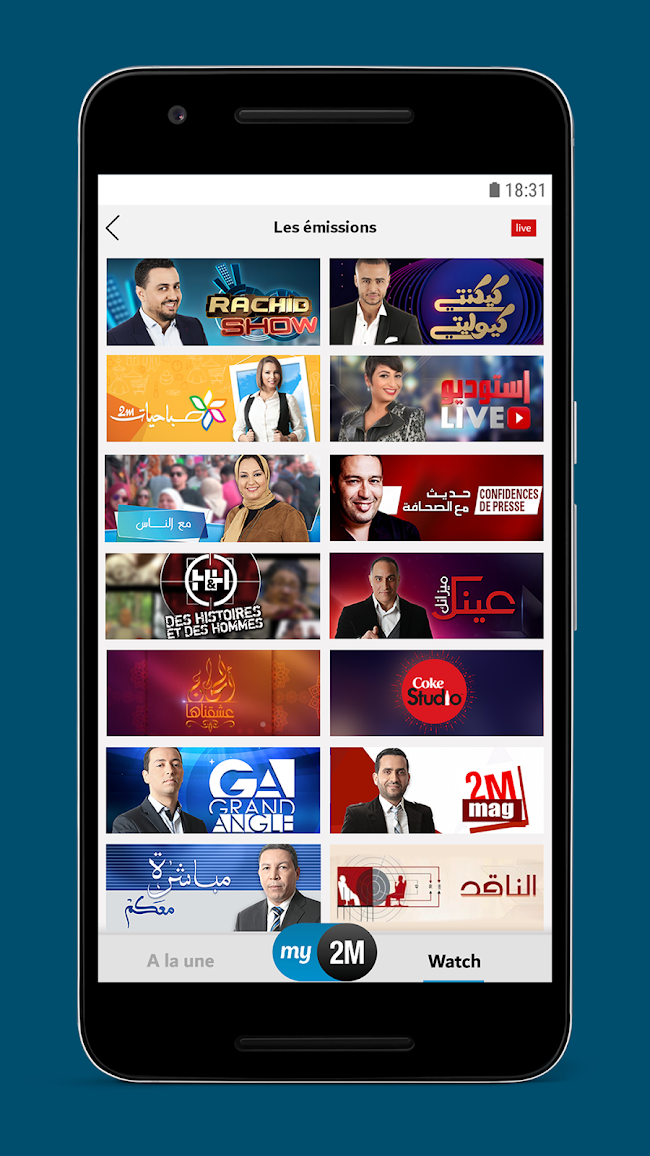 18:31
Les émissions
live
RACHID
SHOW
كيكنتي
كيوليتي
صباحيات 2M
إستوديو
LIVE
مع الناس
حديث
مع الصحافة
CONFIDENCES
DE PRESSE
H&H
DES HISTOIRES
ET DES HOMMES
عينك
ميزانك
عشقناها
Coke
Studio
GA
GRAND
ANGLE
2M
mag
مباشرة
معكم
الناقد
A la une
my 2M
Watch